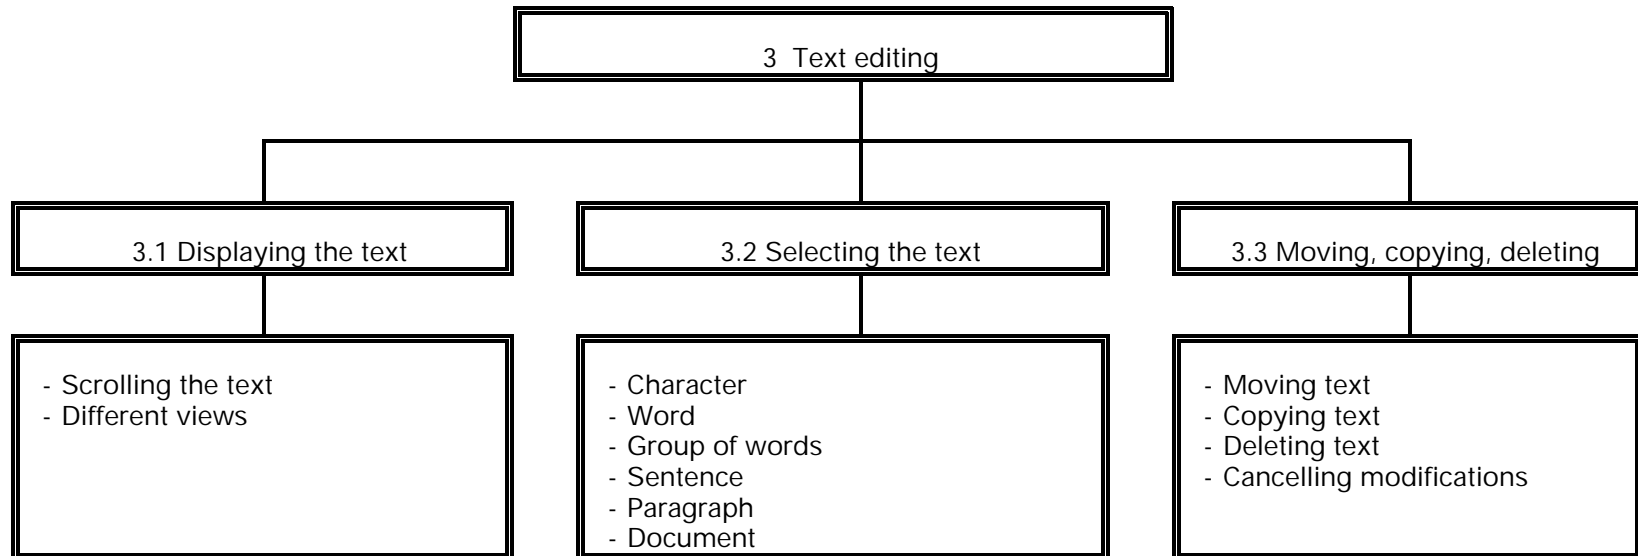 3 Text editing
3.1 Displaying the text
3.2 Selecting the text
3.3 Moving, copying, deleting
- Scrolling the text
- Different views
- Character
- Word
- Group of words
- Sentence
- Paragraph
- Document
- Moving text
- Copying text
- Deleting text
- Cancelling modifications